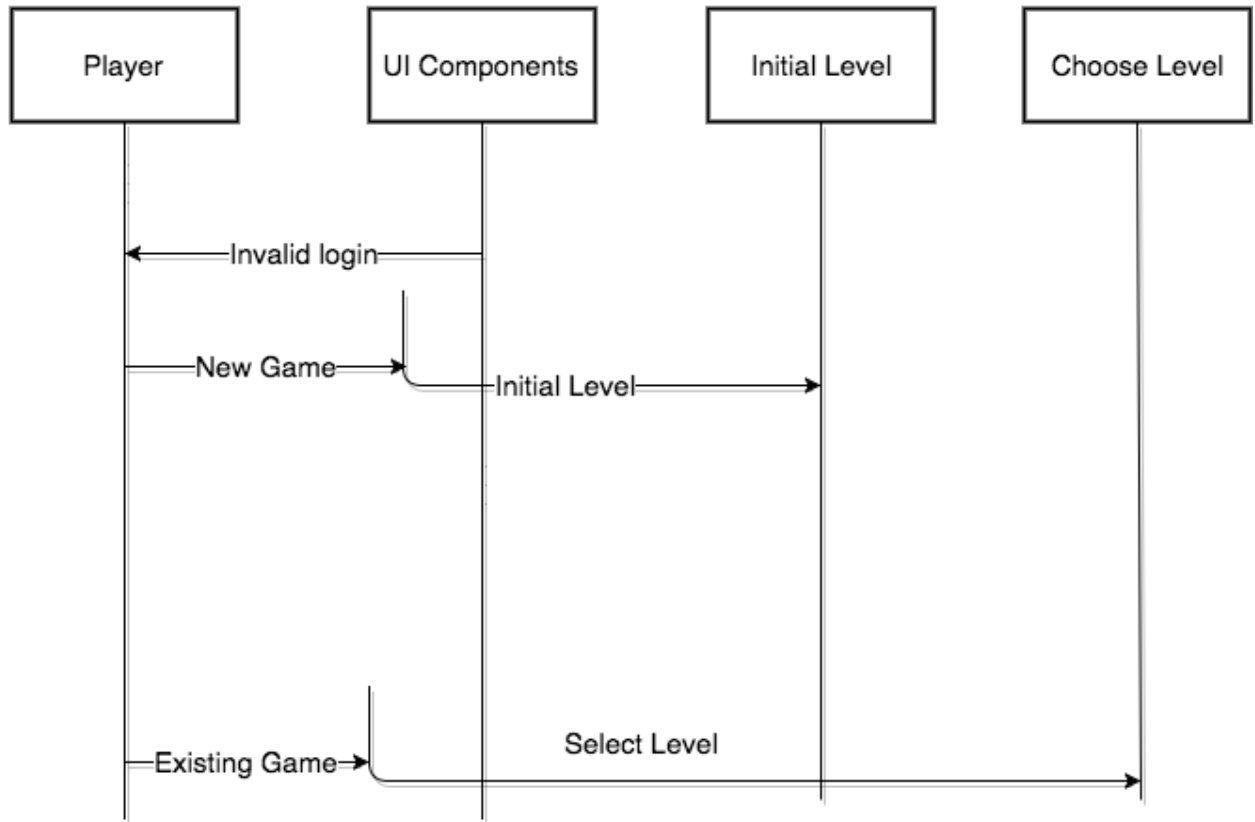 Player
UI Components
Initial Level
Choose Level
Invalid login
New Game
Initial Level
Select Level
Existing Game